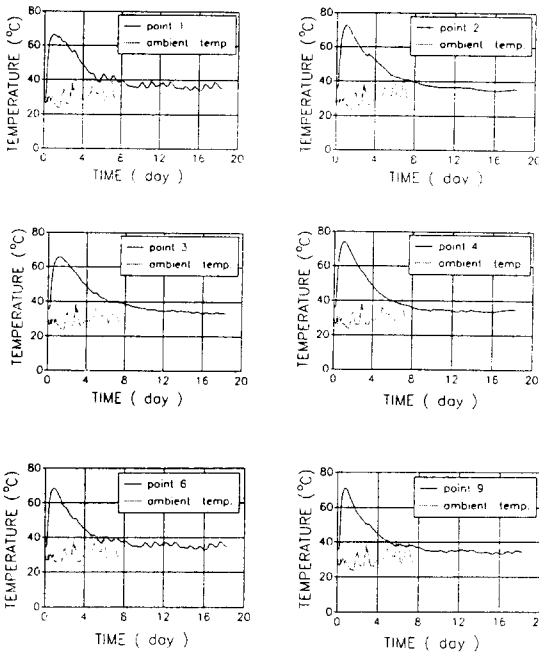 TEMPERATURE (°C)
80
60
40
20
0
point 1
ambient temp.
0 4 8 12 16 20
TIME ( day )
TEMPERATURE (°C)
80
60
40
20
0
point 2
ambient temp.
0 4 8 12 16 20
TIME ( day )
TEMPERATURE (°C)
80
60
40
20
0
point 3
ambient temp.
0 4 8 12 16 20
TIME ( day )
TEMPERATURE (°C)
80
60
40
20
0
point 4
ambient temp.
0 4 8 12 16 20
TIME ( day )
TEMPERATURE (°C)
80
60
40
20
0
point 6
ambient temp.
0 4 8 12 16 20
TIME ( day )
TEMPERATURE (°C)
80
60
40
20
0
point 9
ambient temp.
0 4 8 12 16 20
TIME ( day )